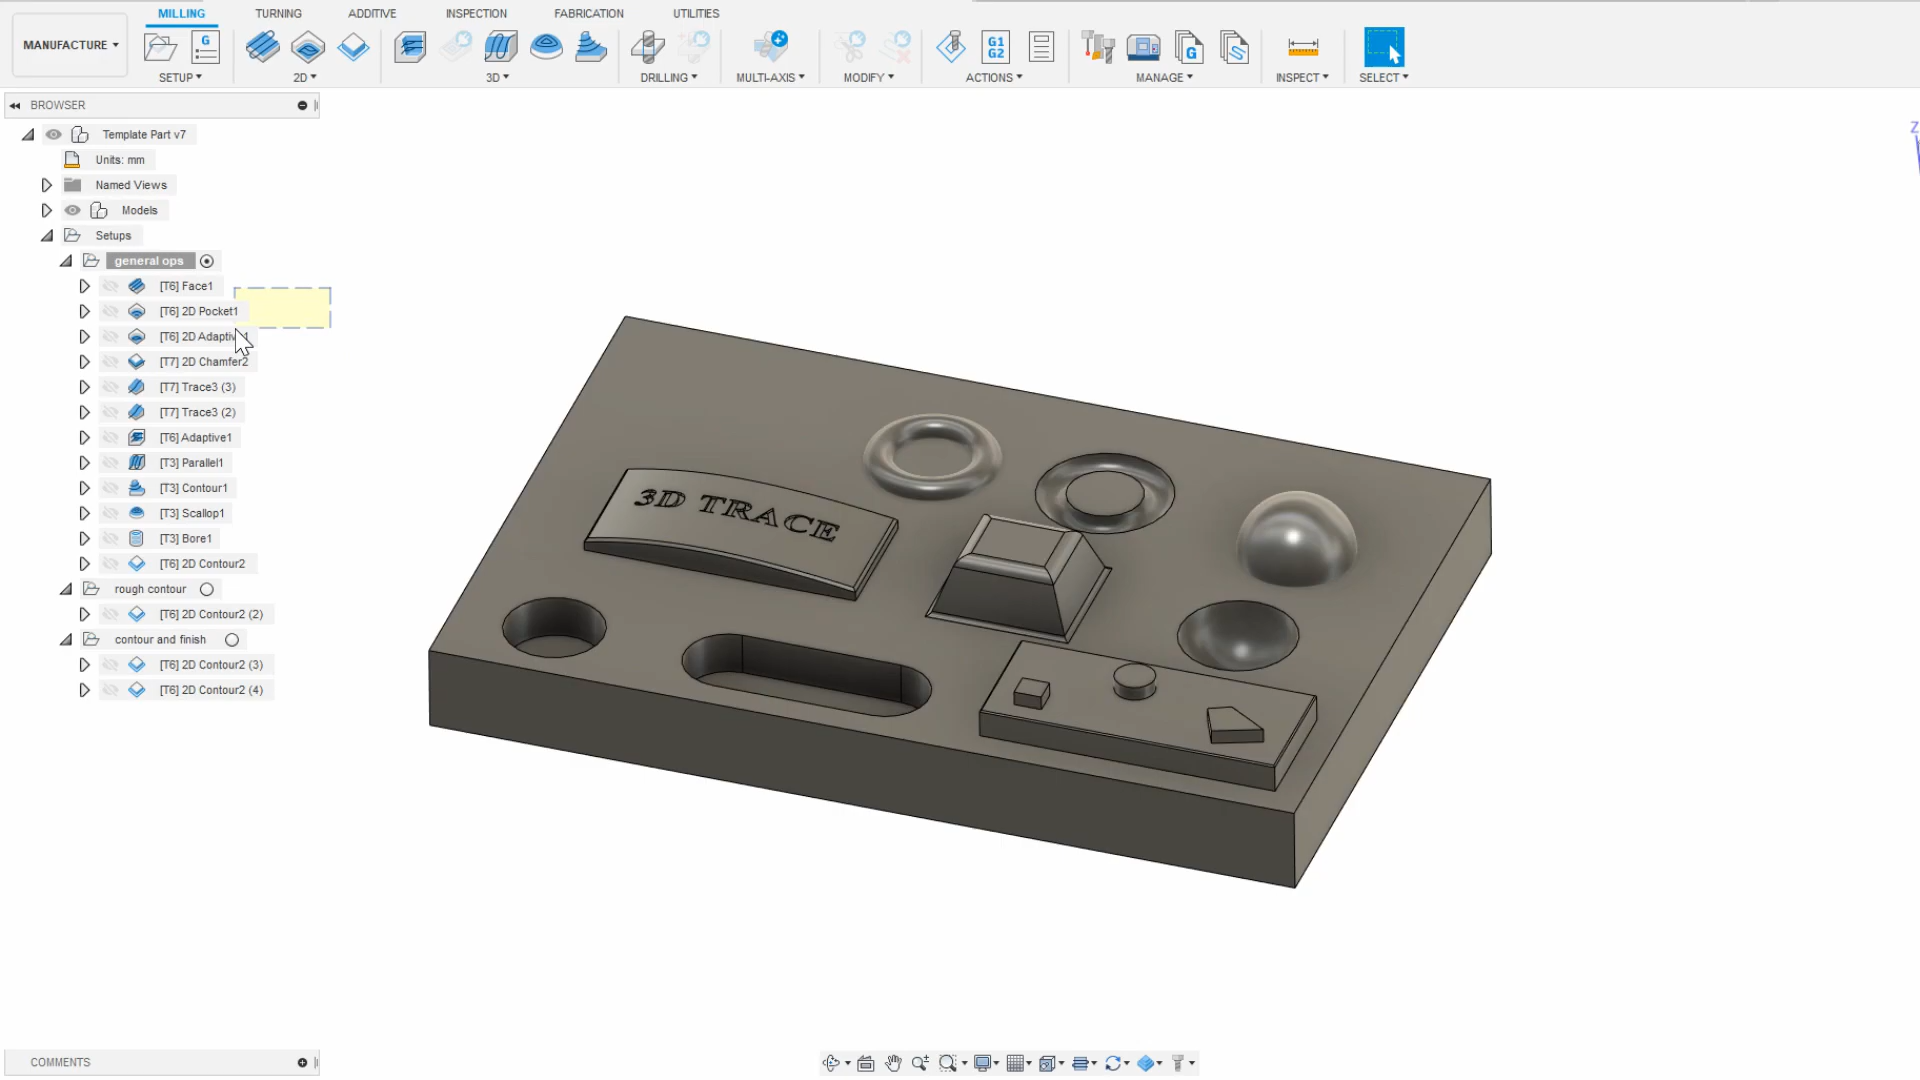 MILLING TURNING ADDITIVE INSPECTION FABRICATION UTILITIES
MANUFACTURE
G
G1
G2
G
SETUP 2D 3D DRILLING MULTI-AXIS MODIFY ACTIONS MANAGE INSPECT SELECT
BROWSER
Template Part v7
Units: mm
Named Views
Models
Setups
general ops
[T6] Face1
[T6] 2D Pocket1
[T6] 2D Adaptiv
[T7] 2D Chamfer2
[T7] Trace3 (3)
[T7] Trace3 (2)
[T6] Adaptive1
[T3] Parallel1
[T3] Contour1
[T3] Scallop1
[T3] Bore1
[T6] 2D Contour2
rough contour
[T6] 2D Contour2 (2)
contour and finish
[T6] 2D Contour2 (3)
[T6] 2D Contour2 (4)
3D TRACE
Z
COMMENTS